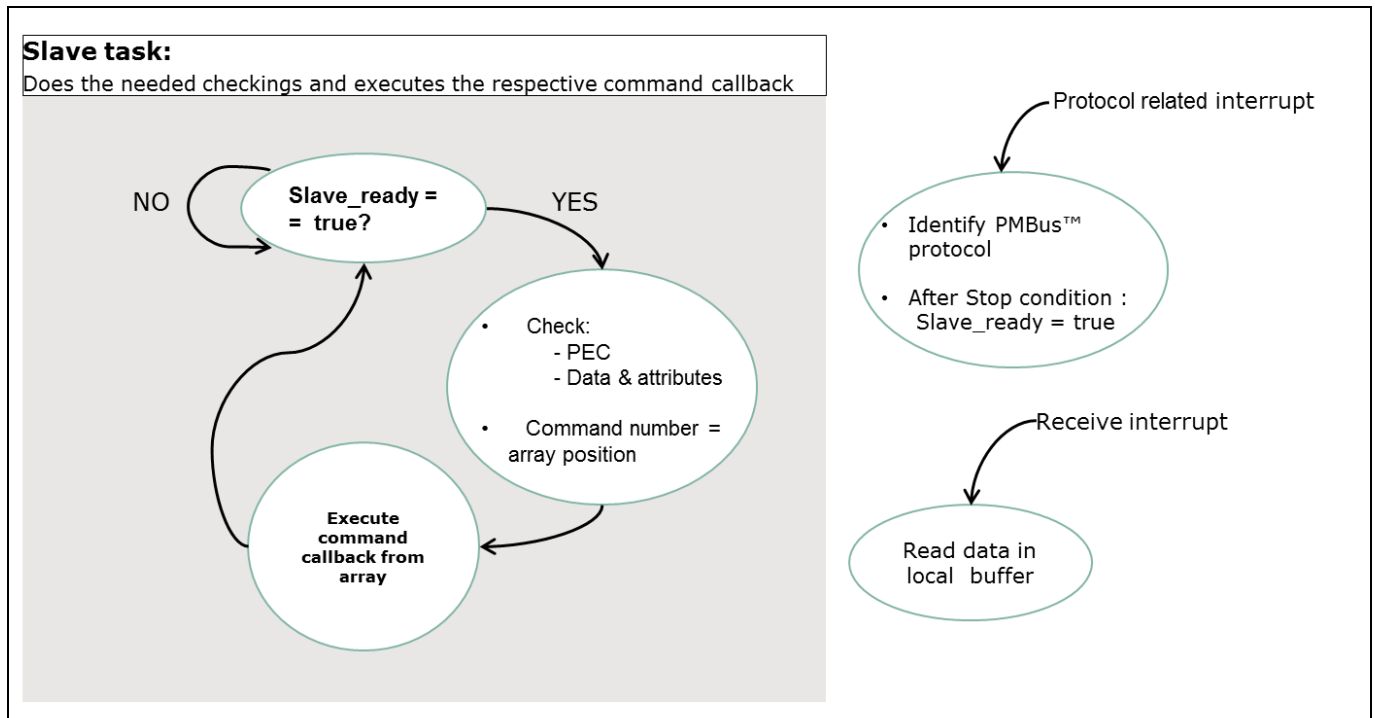 Slave task:
Does the needed checkings and executes the respective command callback
NO
Slave_ready =
= true?
YES
• Check:
- PEC
- Data & attributes
• Command number =
array position
Execute
command
callback from
array
Protocol related interrupt
• Identify PMBus™
protocol
• After Stop condition :
Slave_ready = true
Receive interrupt
Read data in
local buffer